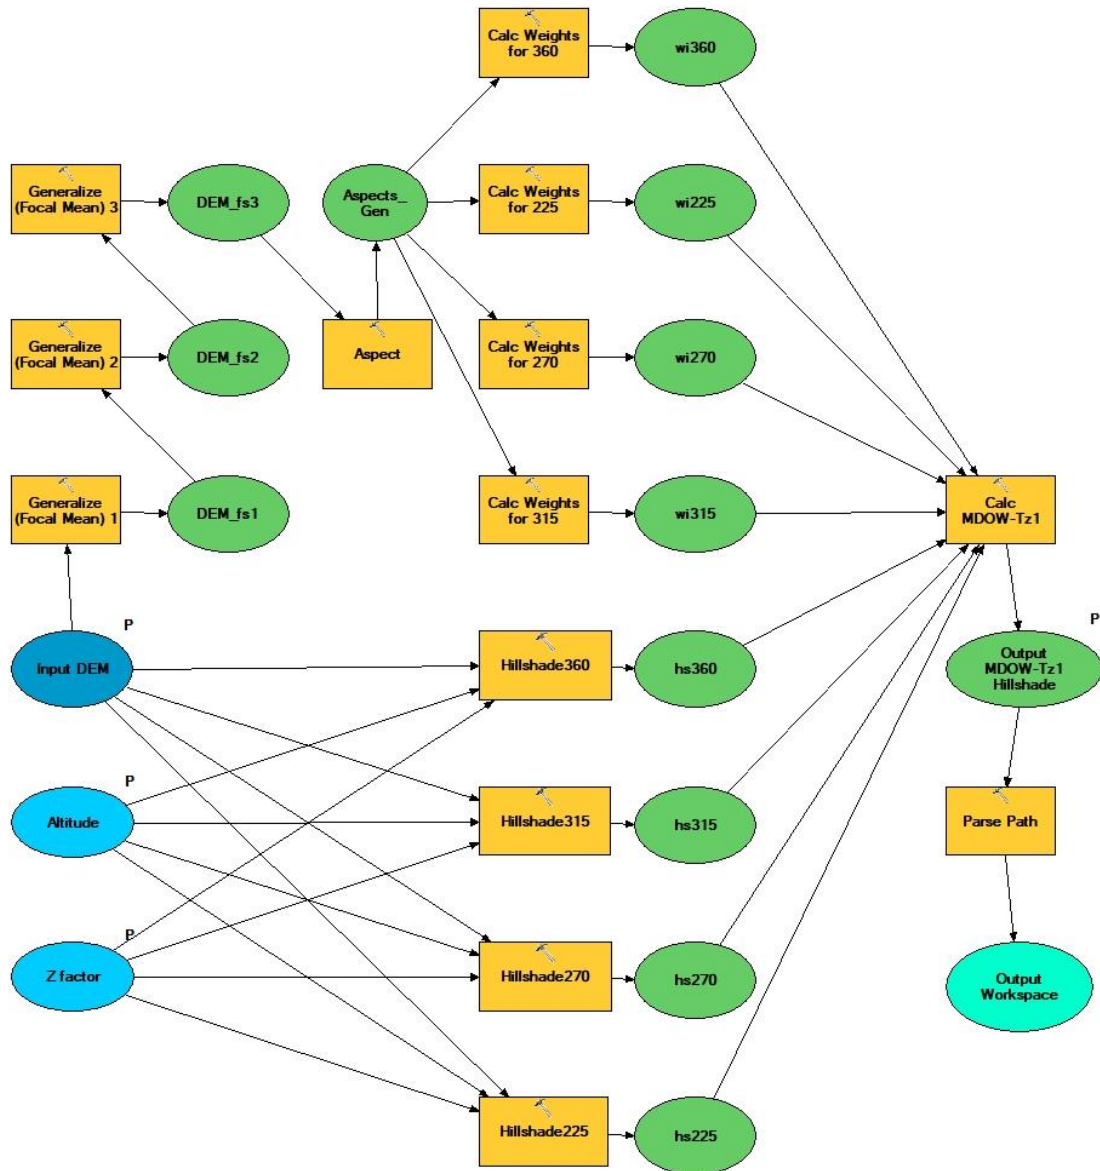 Calc Weights
for 360
wi360
Generalize
(Focal Mean) 3
DEM_fs3
Aspects_
Gen
Calc Weights
for 225
wi225
Generalize
(Focal Mean) 2
DEM_fs2
Aspect
Calc Weights
for 270
wi270
Generalize
(Focal Mean) 1
DEM_fs1
Calc Weights
for 315
wi315
Calc
MDOW-Tz1
P
Input DEM
Hillshade360
hs360
P
Output
MDOW-Tz1
Hillshade
P
Altitude
Hillshade315
hs315
Parse Path
P
Z factor
Hillshade270
hs270
Output
Workspace
Hillshade225
hs225